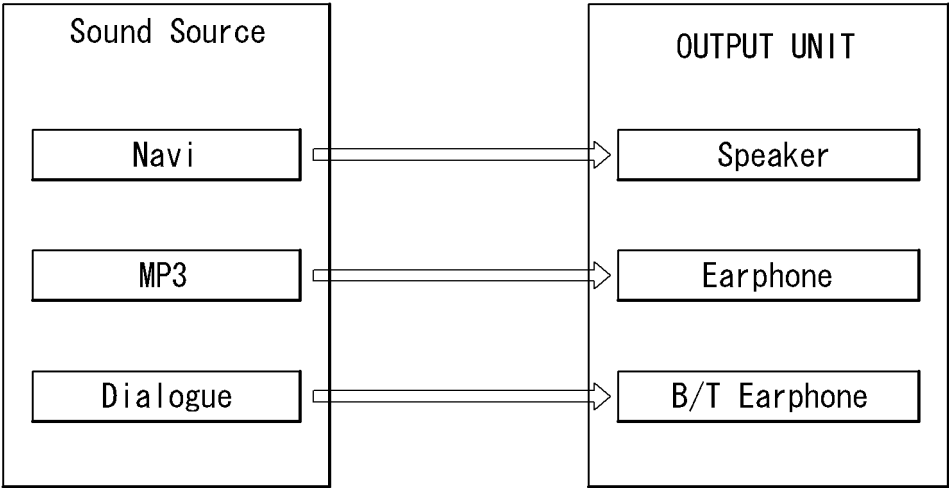 Sound Source
OUTPUT UNIT
Navi
Speaker
MP3
Earphone
Dialogue
B/T Earphone